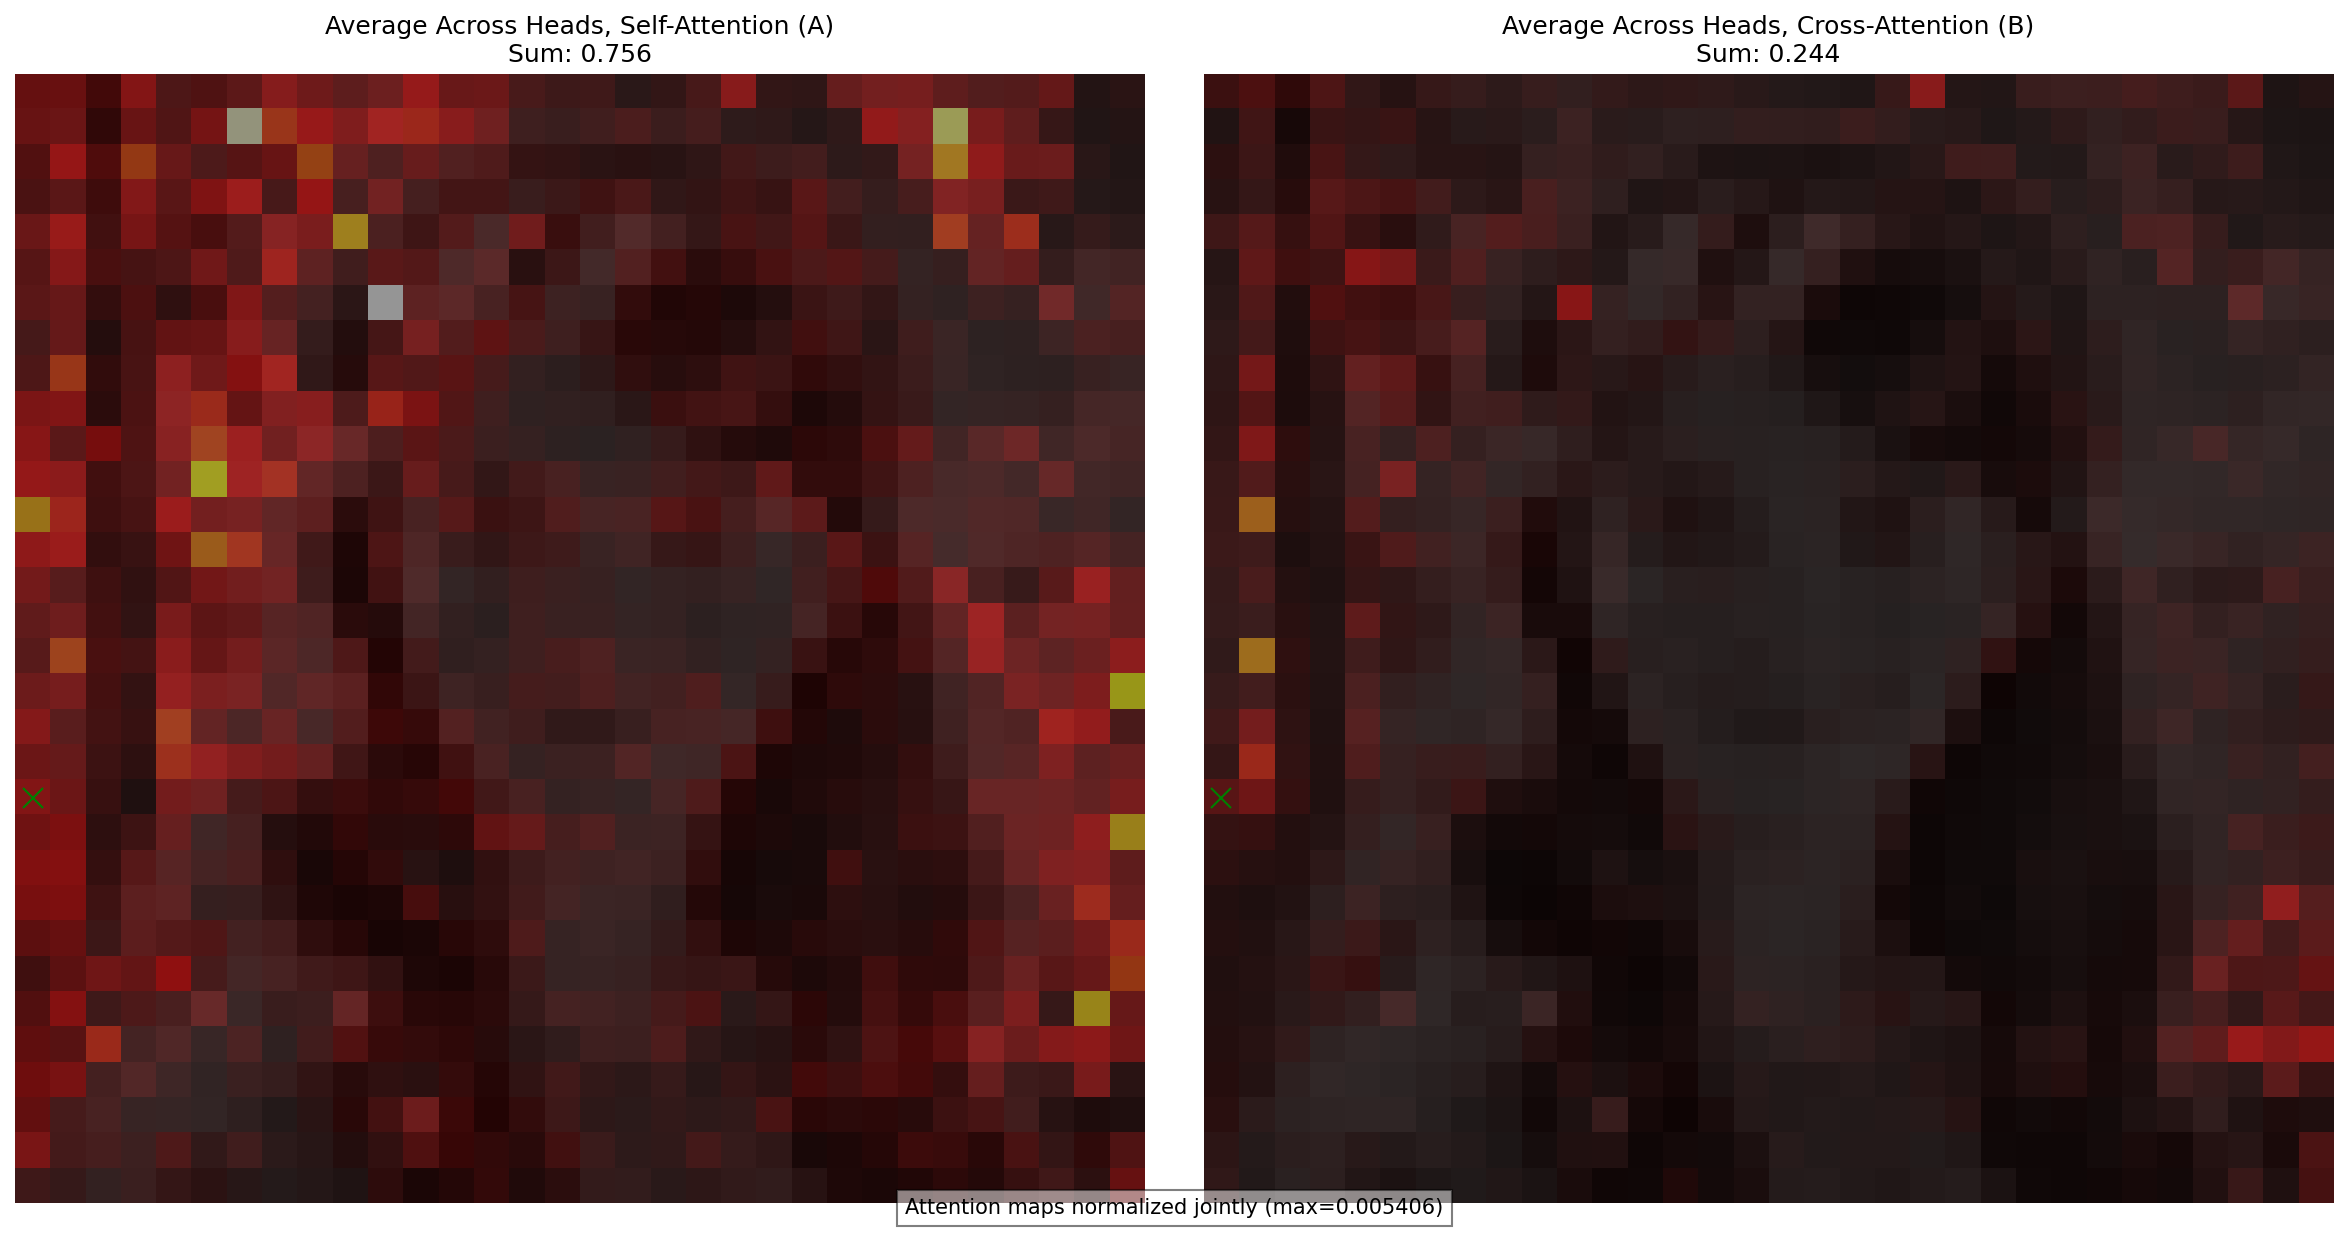 Average Across Heads, Self-Attention (A)
Sum: 0.756
Average Across Heads, Cross-Attention (B)
Sum: 0.244
Attention maps normalized jointly (max=0.005406)